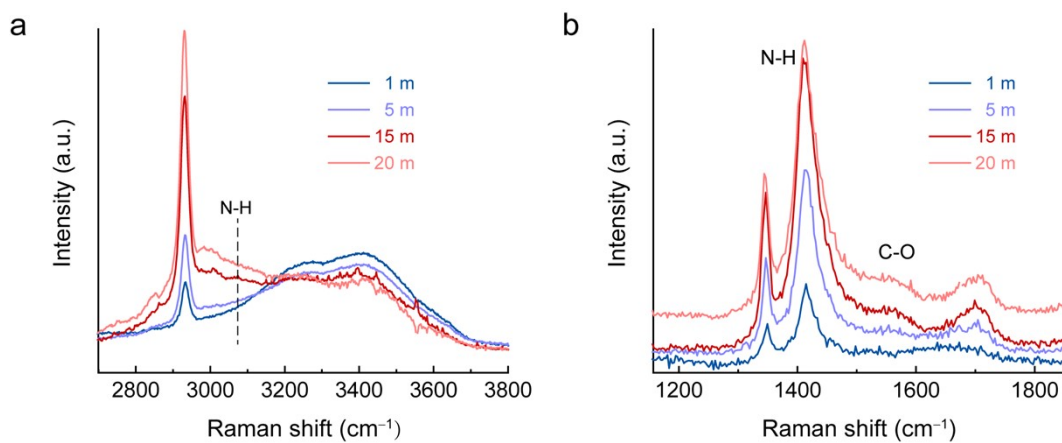 a
Intensity (a.u.)
1 m
5 m
15 m
20 m
N-H
2800 3000 3200 3400 3600 3800
Raman shift (cm⁻¹)
b
Intensity (a.u.)
N-H
1 m
5 m
15 m
20 m
C-O
1200 1400 1600 1800
Raman shift (cm⁻¹)